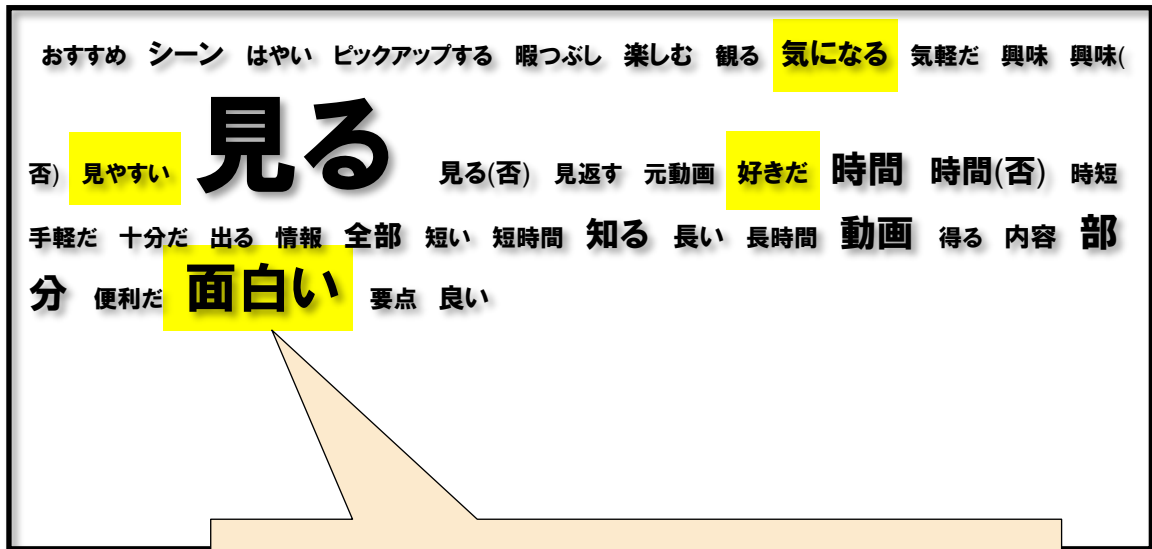 おすすめ シーン はやい ピックアップする 暇つぶし 楽しむ 観る 気になる 気軽だ 興味 興味(
否) 見やすい 見る 見る(否) 見返す 元動画 好きだ 時間 時間(否) 時短
手軽だ 十分だ 出る 情報 全部 短い 短時間 知る 長い 長時間 動画 得る 内容 部
分 便利だ 面白い 要点 良い